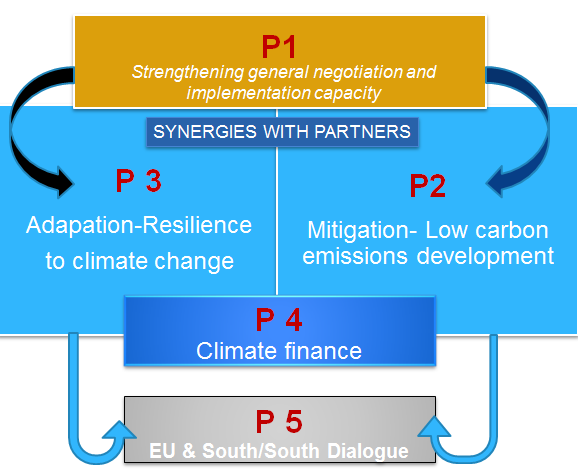 P1
Strengthening general negotiation and
implementation capacity
SYNERGIES WITH PARTNERS
P 3
Adapation-Resilience
to climate change
P2
Mitigation- Low carbon
emissions development
P 4
Climate finance
P 5
EU & South/South Dialogue